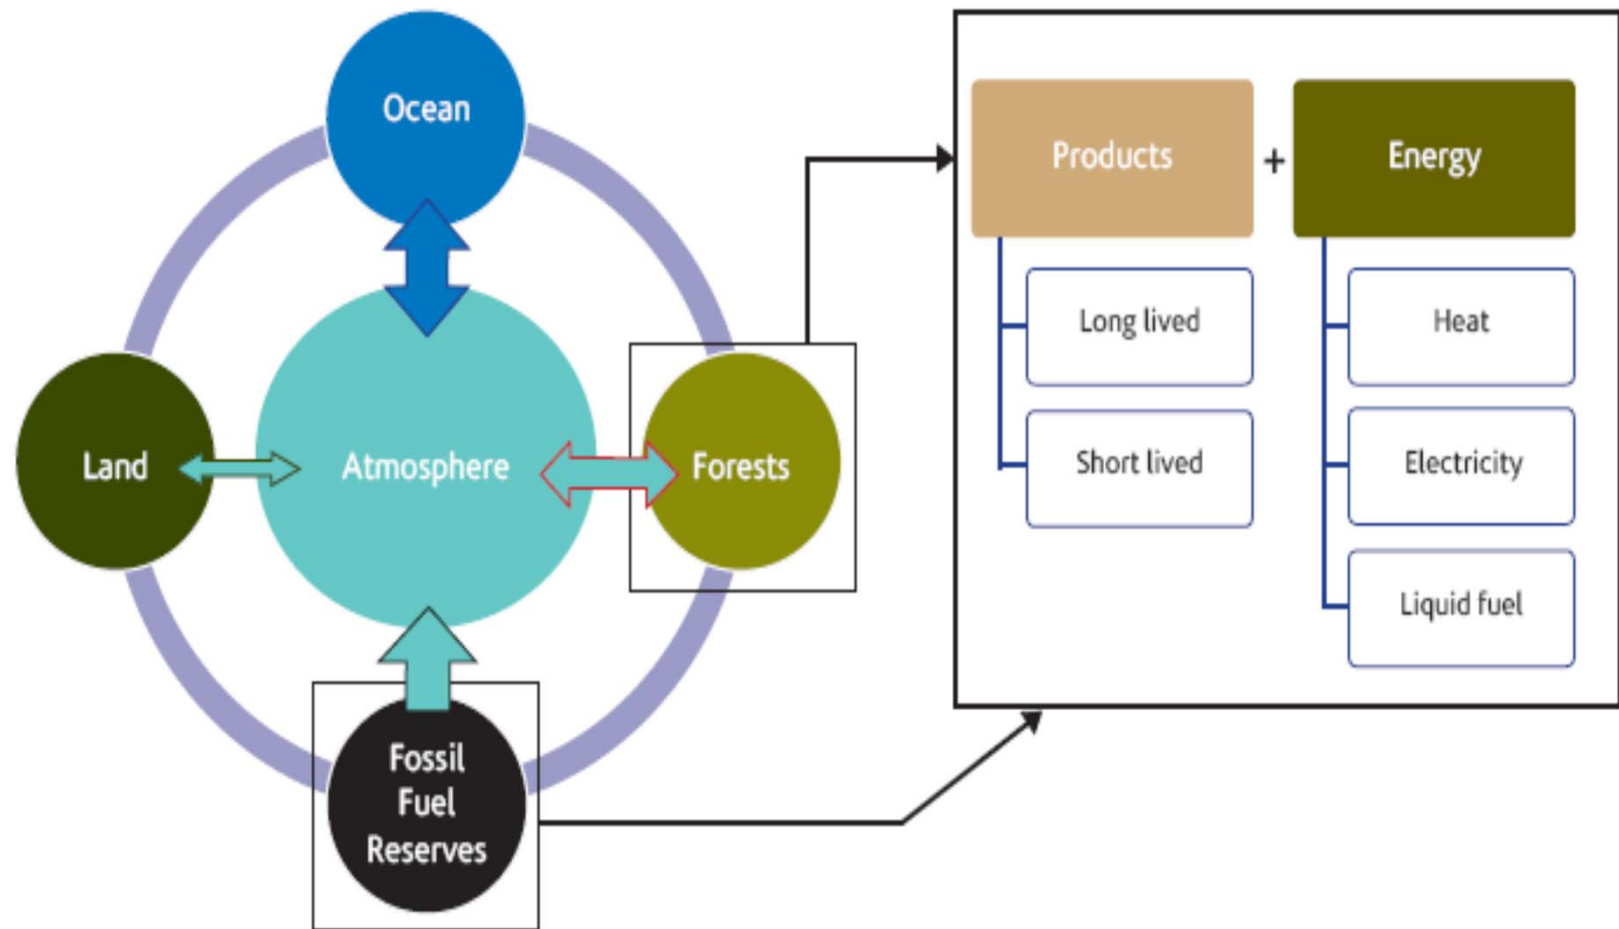 Ocean
Land
Atmosphere
Forests
Fossil
Fuel
Reserves
Products
+
Energy
Long lived
Short lived
Heat
Electricity
Liquid fuel